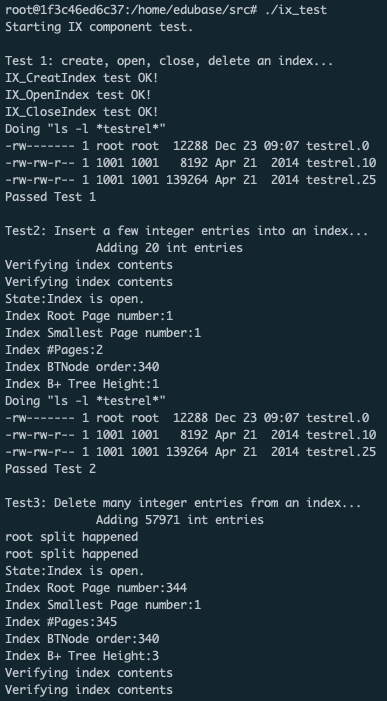 root@1f3c46ed6c37:/home/edubase/src# ./ix_test
Starting IX component test.
Test 1: create, open, close, delete an index...
IX_CreatIndex test OK!
IX_OpenIndex test OK!
IX_CloseIndex test OK!
Doing "ls -l *testrel*"
-rw------- 1 root root  12288 Dec 23 09:07 testrel.0
-rw-rw-r-- 1 1001 1001   8192 Apr 21  2014 testrel.10
-rw-rw-r-- 1 1001 1001 139264 Apr 21  2014 testrel.25
Passed Test 1
Test2: Insert a few integer entries into an index...
            Adding 20 int entries
Verifying index contents
Verifying index contents
State:Index is open.
Index Root Page number:1
Index Smallest Page number:1
Index #Pages:2
Index BTNode order:340
Index B+ Tree Height:1
Doing "ls -l *testrel*"
-rw------- 1 root root  12288 Dec 23 09:07 testrel.0
-rw-rw-r-- 1 1001 1001   8192 Apr 21  2014 testrel.10
-rw-rw-r-- 1 1001 1001 139264 Apr 21  2014 testrel.25
Passed Test 2
Test3: Delete many integer entries from an index...
            Adding 57971 int entries
root split happened
root split happened
State:Index is open.
Index Root Page number:344
Index Smallest Page number:1
Index #Pages:345
Index BTNode order:340
Index B+ Tree Height:3
Verifying index contents
Verifying index contents